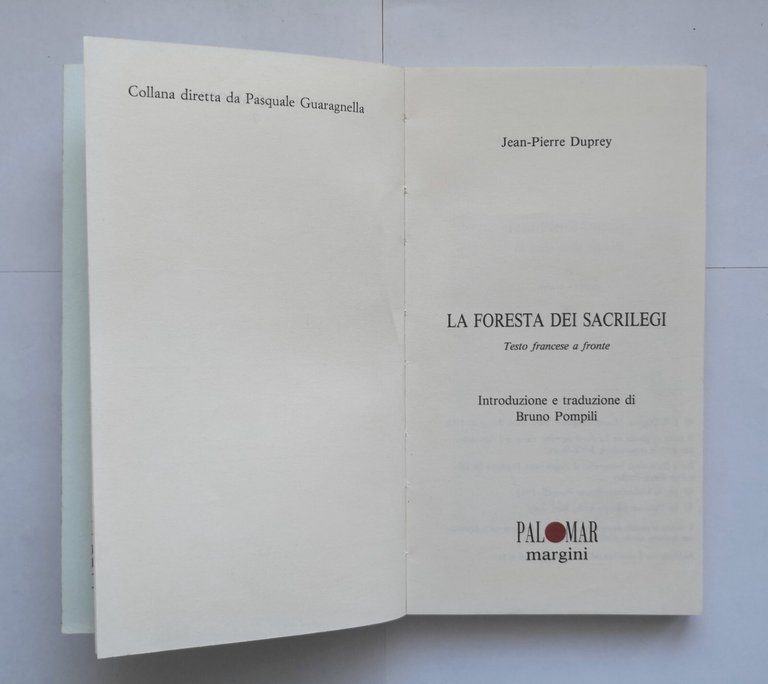 Collana diretta da Pasquale Guaragnella
Jean-Pierre Duprey
LA FORESTA DEI SACRILEGI
Testo francese a fronte
Introduzione e traduzione di
Bruno Pompili
PALOMAR
margini